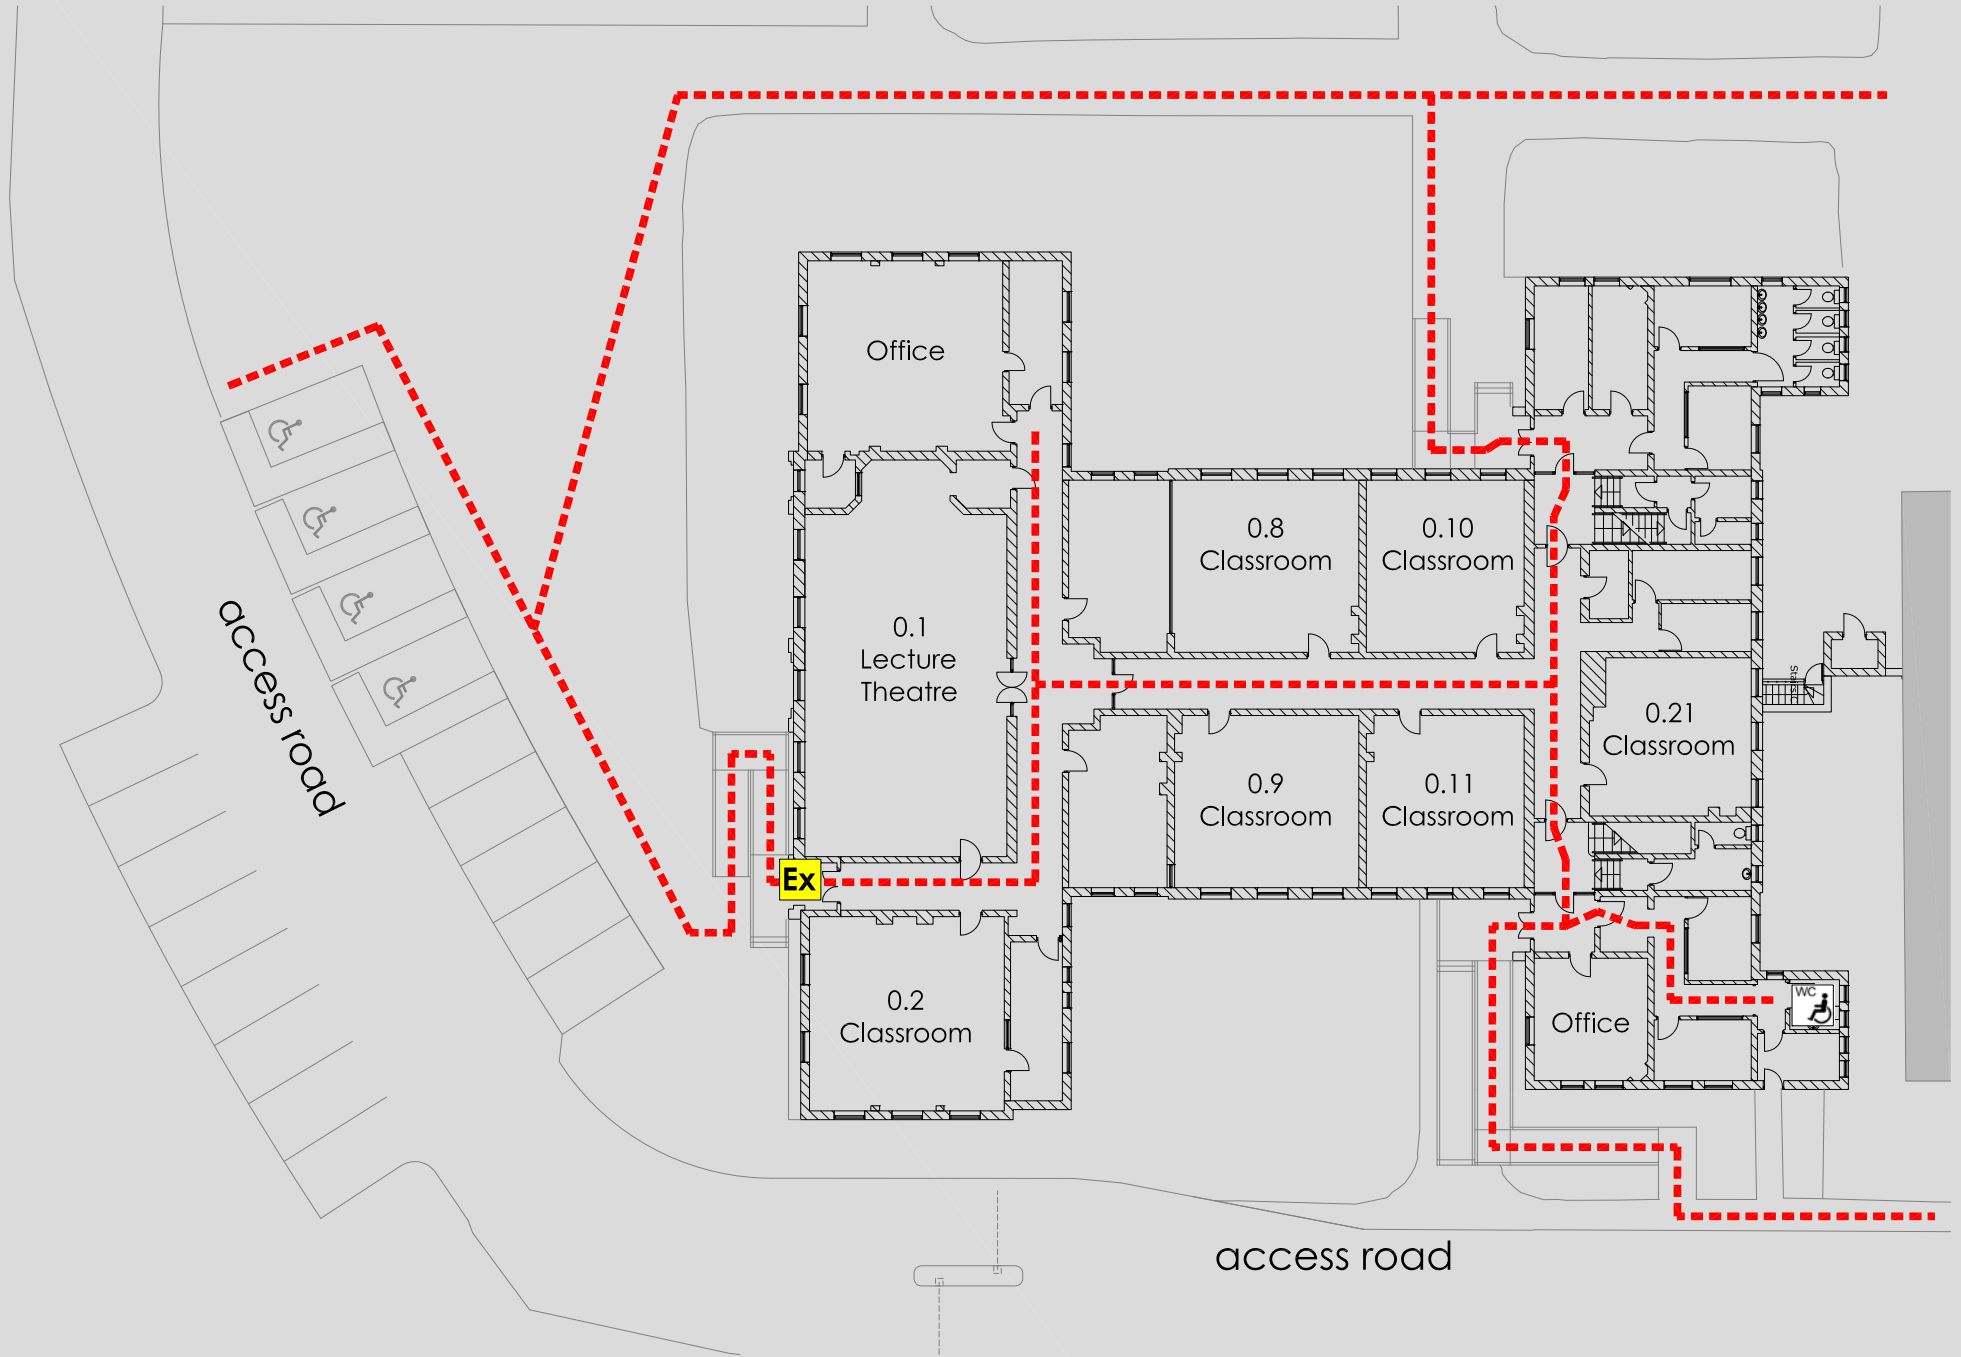 Office
0.8
Classroom
0.10
Classroom
0.1
Lecture
Theatre
access road
stairs
0.21
Classroom
0.9
Classroom
0.11
Classroom
Ex
0.2
Classroom
WC
Office
access road